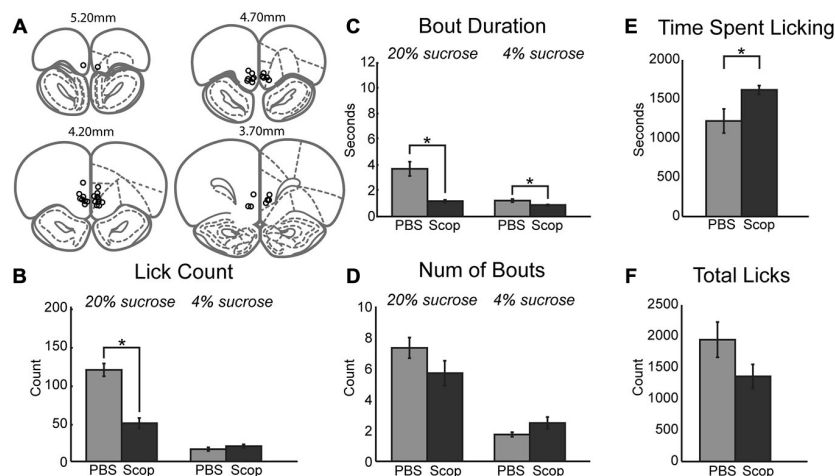 A
5.20mm
4.70mm
4.20mm
3.70mm
B
Lick Count
20% sucrose 4% sucrose
*
200
150
100
50
0
Count
PBS Scop PBS Scop
C
Bout Duration
20% sucrose 4% sucrose
12
10
8
6
4
2
0
Seconds
* *
PBS Scop PBS Scop
D
Num of Bouts
20% sucrose 4% sucrose
10
8
6
4
2
0
Count
PBS Scop PBS Scop
E
Time Spent Licking
*
2000
1500
1000
500
0
Seconds
PBS Scop
F
Total Licks
2500
2000
1500
1000
500
0
Count
PBS Scop